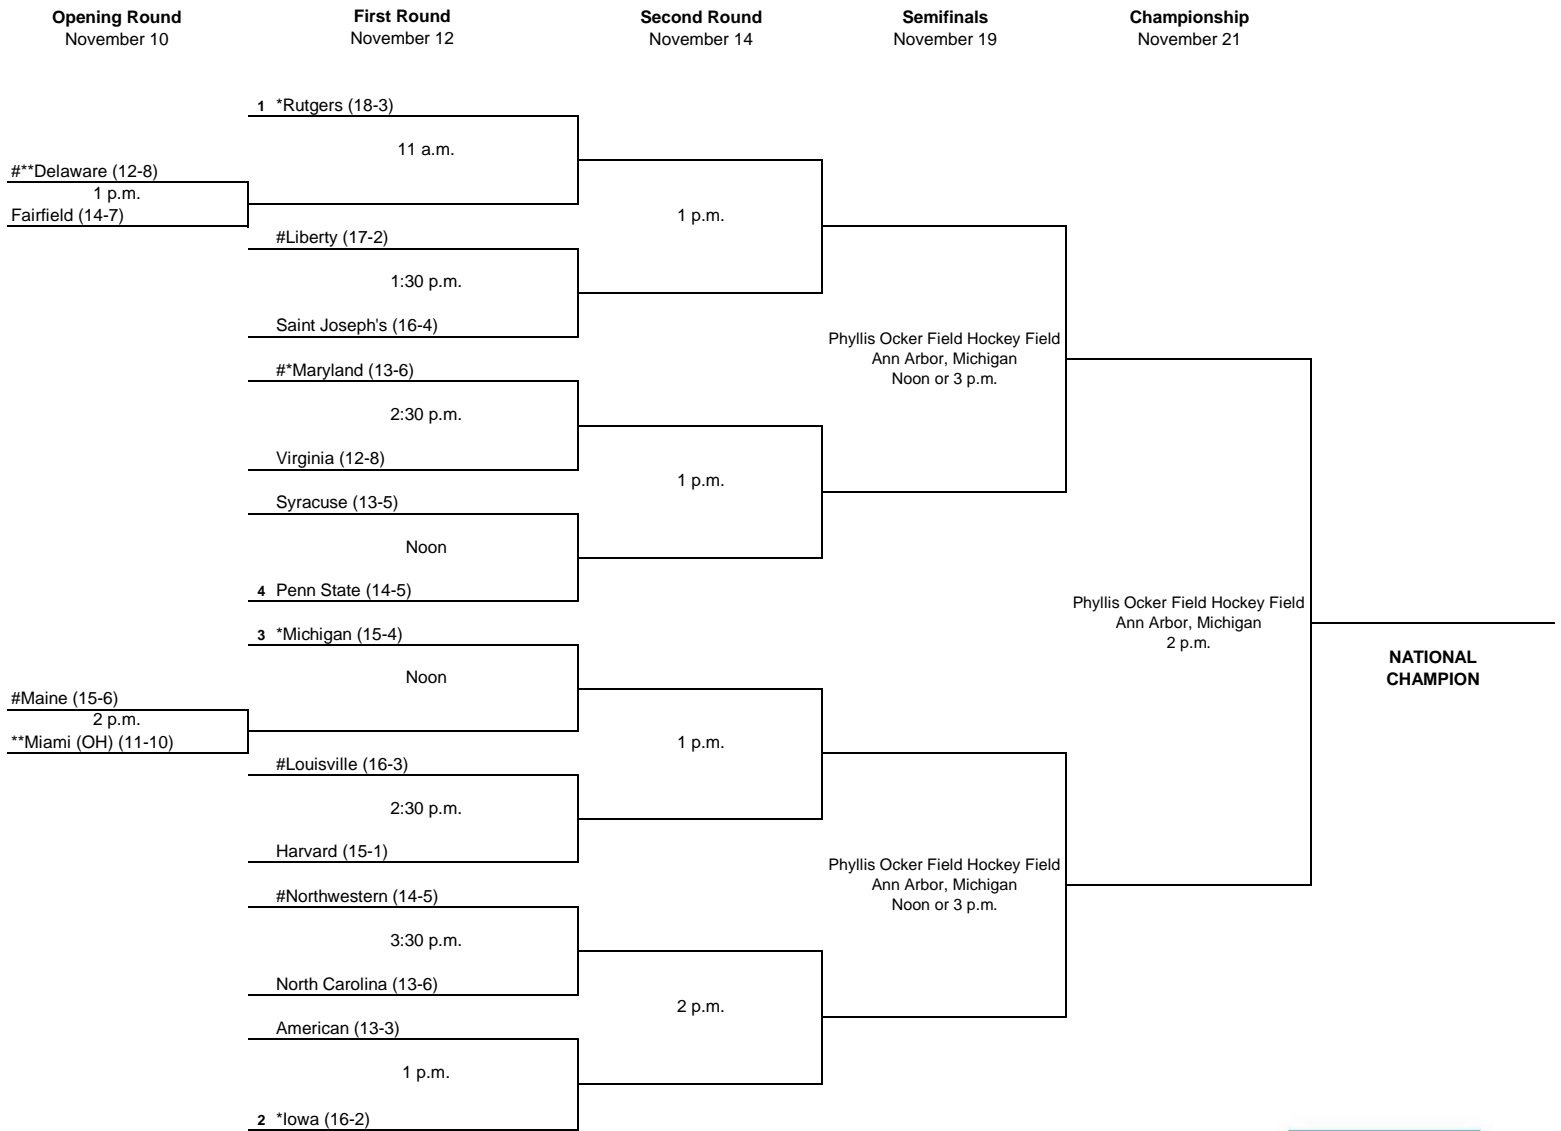 Opening Round
November 10
First Round
November 12
Second Round
November 14
Semifinals
November 19
Championship
November 21
1 *Rutgers (18-3)
11 a.m.
#**Delaware (12-8)
1 p.m.
Fairfield (14-7)
1 p.m.
#Liberty (17-2)
1:30 p.m.
Saint Joseph's (16-4)
Phyllis Ocker Field Hockey Field
Ann Arbor, Michigan
Noon or 3 p.m.
#*Maryland (13-6)
2:30 p.m.
Virginia (12-8)
1 p.m.
Syracuse (13-5)
Noon
4 Penn State (14-5)
Phyllis Ocker Field Hockey Field
Ann Arbor, Michigan
2 p.m.
NATIONAL
CHAMPION
3 *Michigan (15-4)
Noon
#Maine (15-6)
2 p.m.
**Miami (OH) (11-10)
1 p.m.
#Louisville (16-3)
2:30 p.m.
Harvard (15-1)
Phyllis Ocker Field Hockey Field
Ann Arbor, Michigan
Noon or 3 p.m.
#Northwestern (14-5)
3:30 p.m.
North Carolina (13-6)
2 p.m.
American (13-3)
1 p.m.
2 *Iowa (16-2)